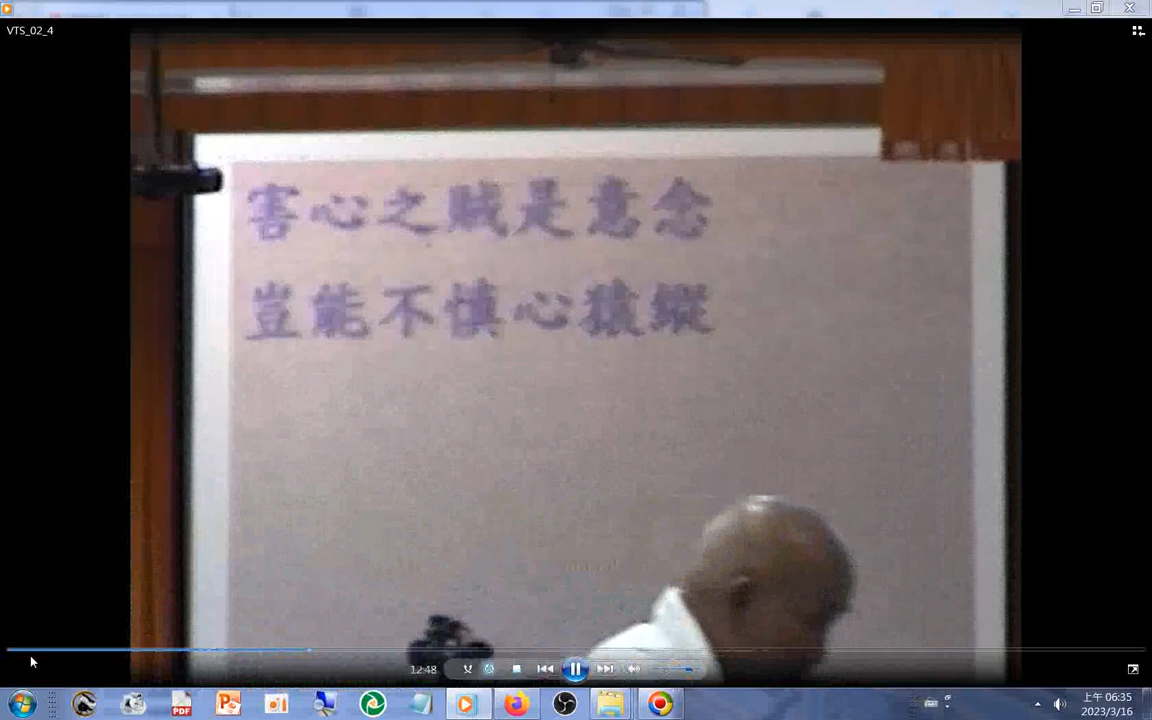 VTS_02_4
害心之賊是意念
豈能不慎心猿縱
12:48
上午 06:35
2023/3/16